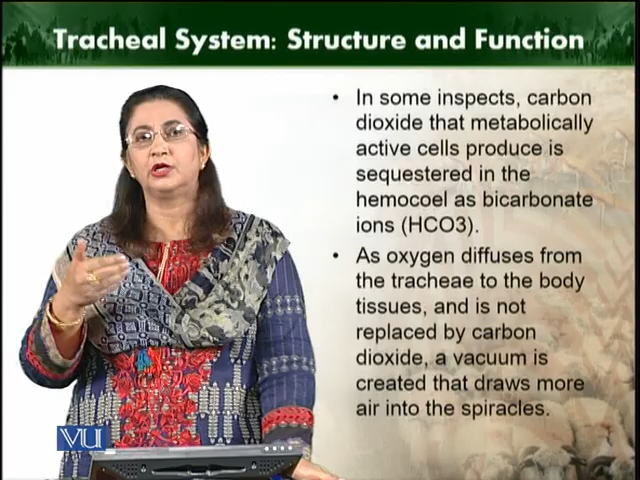 Tracheal System: Structure and Function
• In some inspects, carbon
dioxide that metabolically
active cells produce is
sequestered in the
hemocoel as bicarbonate
ions (HCO3).
• As oxygen diffuses from
the tracheae to the body
tissues, and is not
replaced by carbon
dioxide, a vacuum is
created that draws more
air into the spiracles.
VU